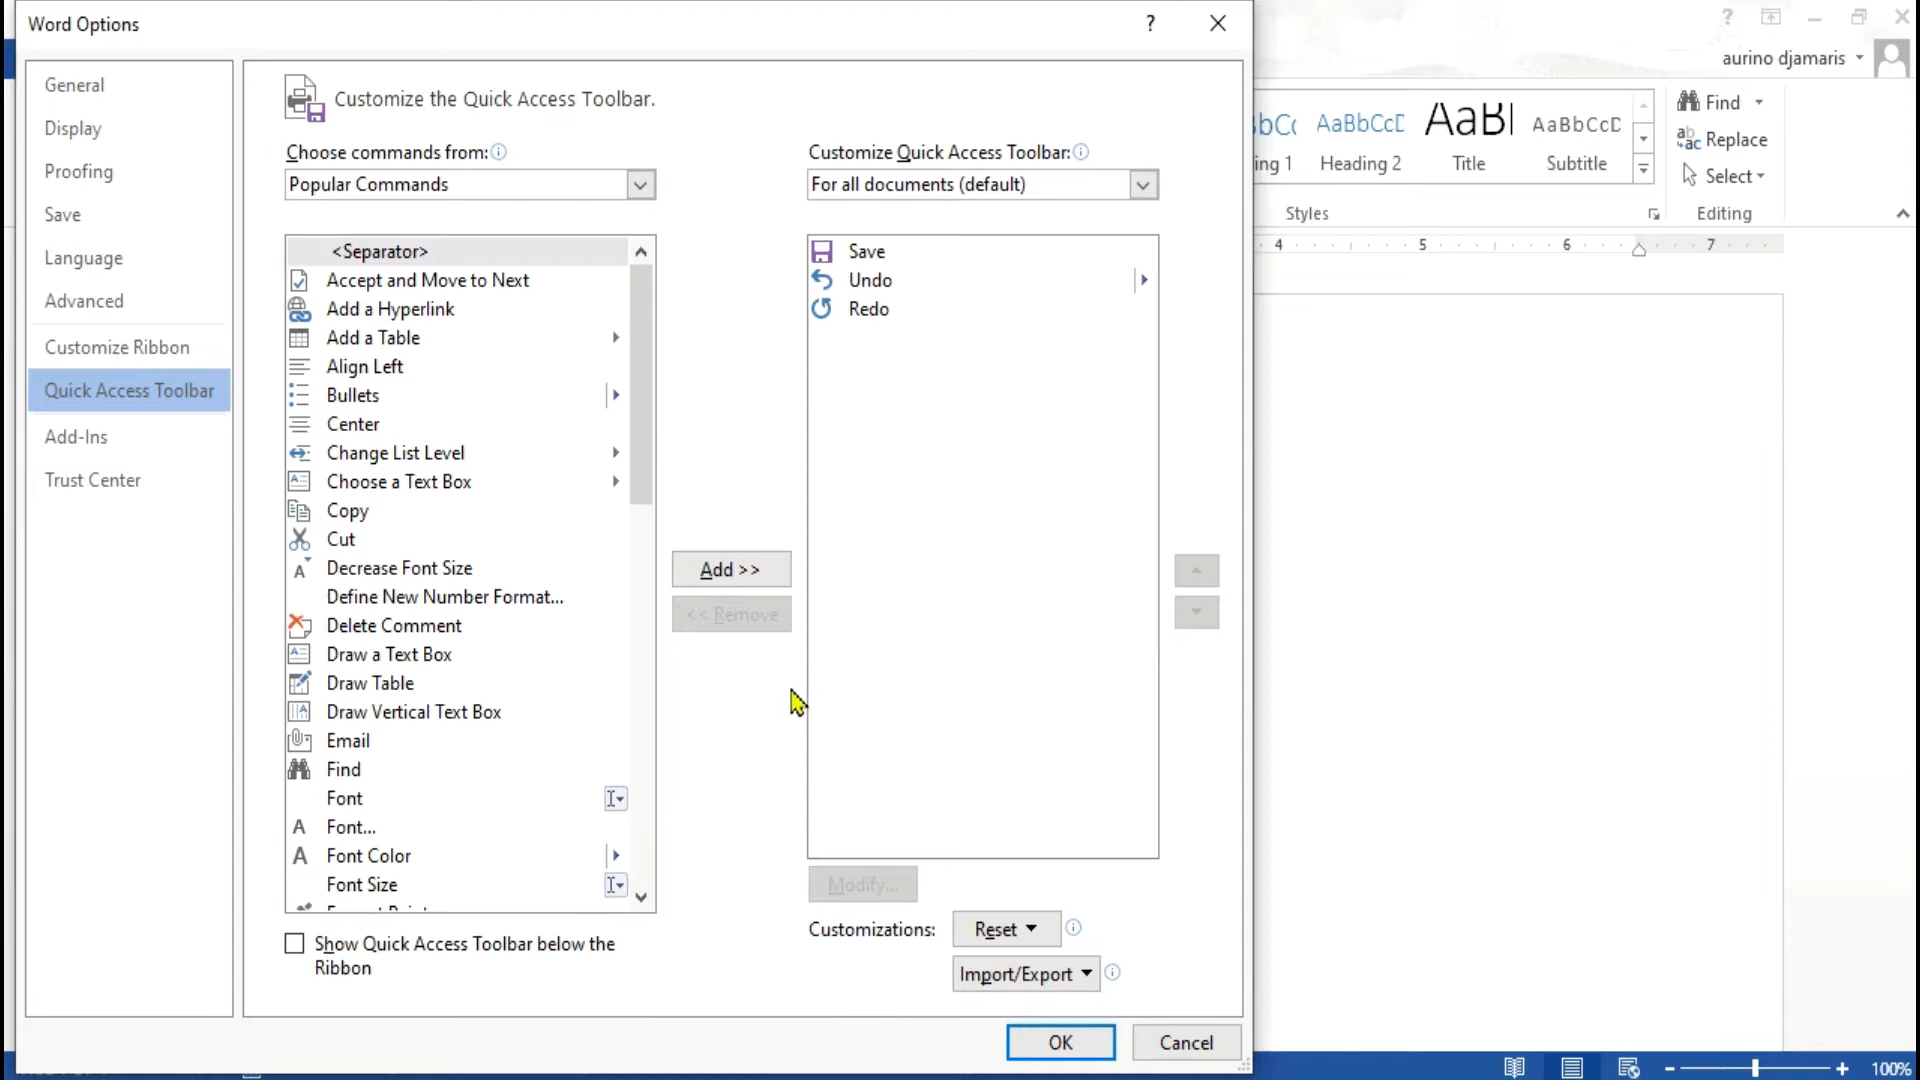 Word Options
?
General
Display
Proofing
Save
Language
Advanced
Customize Ribbon
Quick Access Toolbar
Add-Ins
Trust Center
Customize the Quick Access Toolbar.
Choose commands from:
Popular Commands
<Separator>
Accept and Move to Next
Add a Hyperlink
Add a Table
Align Left
Bullets
Center
Change List Level
Choose a Text Box
Copy
Cut
Decrease Font Size
Define New Number Format...
Delete Comment
Draw a Text Box
Draw Table
Draw Vertical Text Box
Email
Find
Font
Font...
Font Color
Font Size
Show Quick Access Toolbar below the
Ribbon
Add >>
<< Remove
Customize Quick Access Toolbar:
For all documents (default)
Save
Undo
Redo
Modify...
Customizations:
Reset
Import/Export
OK
Cancel
?
aurino djamaris
AaBbCcD
AaBl
AaBbCcD
ing 1
Heading 2
Title
Subtitle
Styles
Find
Replace
Select
Editing
4 5 6 7
100%